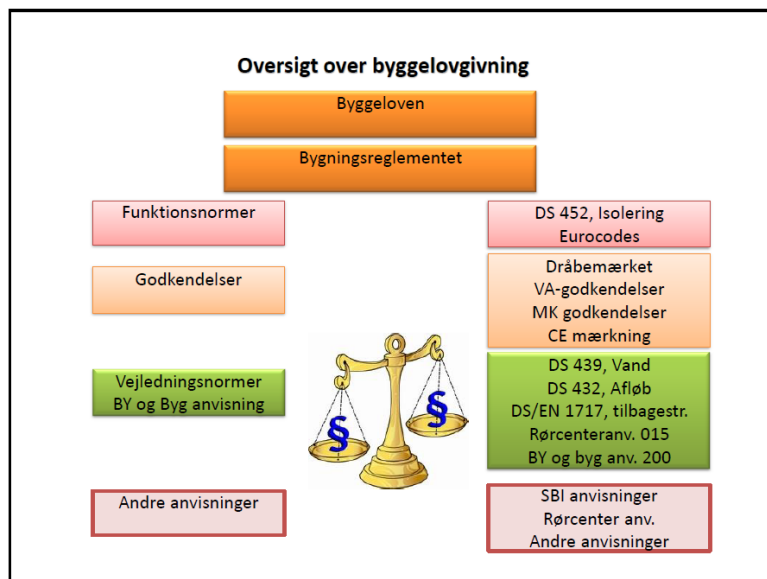 Oversigt over byggelovgivning
Byggeloven
Bygningsreglementet
Funktionsnormer
DS 452, Isolering
Eurocodes
Godkendelser
Dråbemærket
VA-godkendelser
MK godkendelser
CE mærkning
Vejledningsnormer
BY og Byg anvisning
§
§
DS 439, Vand
DS 432, Afløb
DS/EN 1717, tilbagestr.
Rørcenteranv. 015
BY og byg anv. 200
Andre anvisninger
SBI anvisninger
Rørcenter anv.
Andre anvisninger